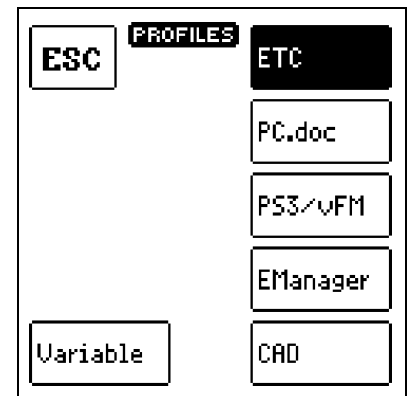 ESC
PROFILES
ETC
PC.doc
PS3/vFM
EManager
Variable
CAD